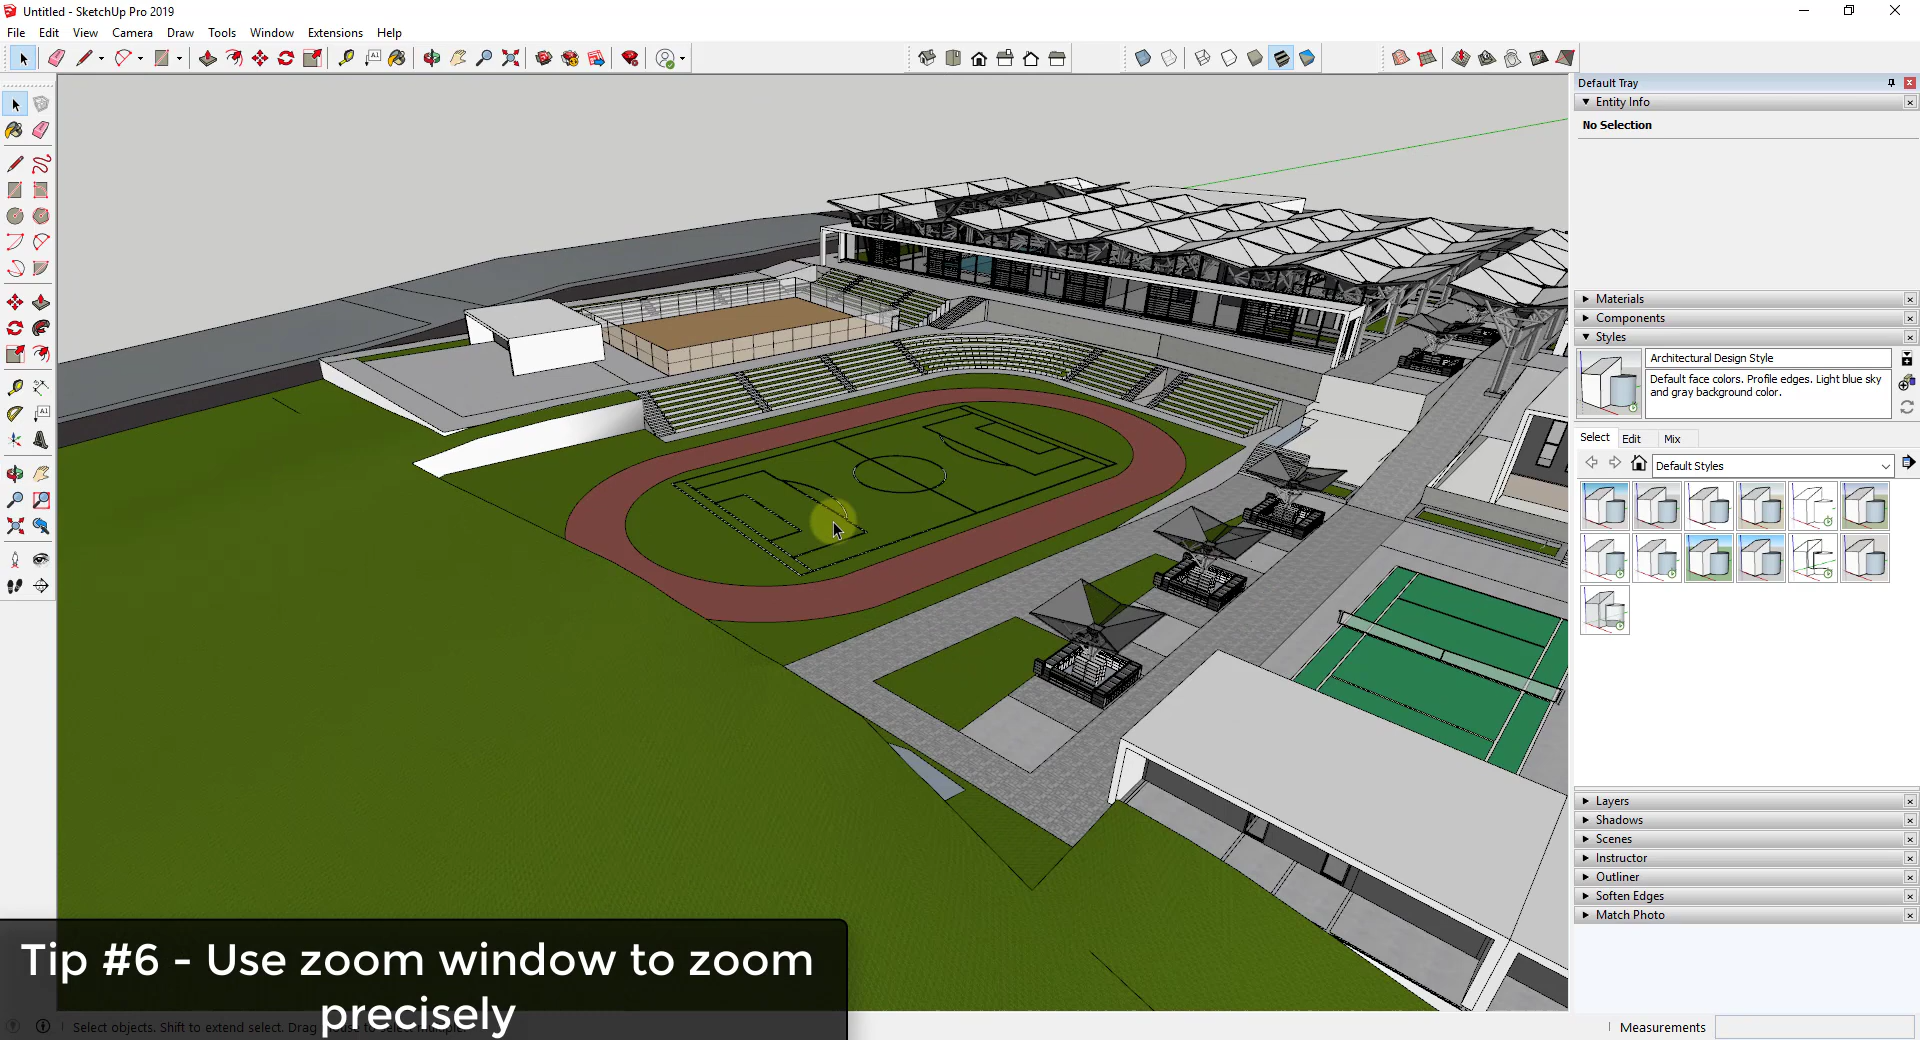 Untitled - SketchUp Pro 2019
File Edit View Camera Draw Tools Window Extensions Help
Default Tray
Entity Info
No Selection
Materials
Components
Styles
Architectural Design Style
Default face colors. Profile edges. Light blue sky
and gray background color.
Select Edit Mix
Default Styles
Layers
Shadows
Scenes
Instructor
Outliner
Soften Edges
Match Photo
Tip #6 - Use zoom window to zoom
precisely
Select objects. Shift to extend select. Drag
Measurements